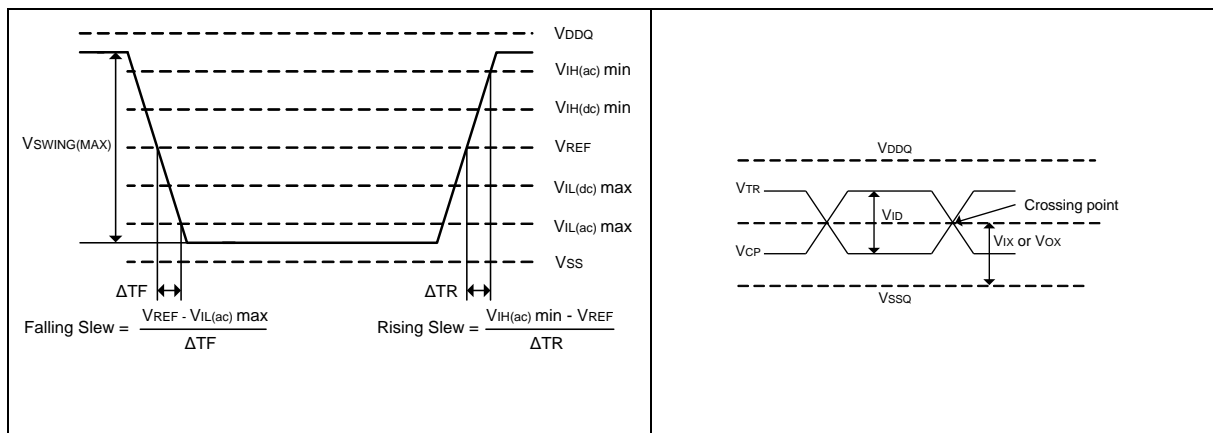 VDDQ
VIH(ac) min
VIH(dc) min
VSWING(MAX)
VREF
VIL(dc) max
VIL(ac) max
VSS
ΔTF
ΔTR
Falling Slew = VREF - VIL(ac) max
ΔTF
Rising Slew = VIH(ac) min - VREF
ΔTR
VDDQ
VTR
VID
Crossing point
VCP
VIX or VOX
VSSQ